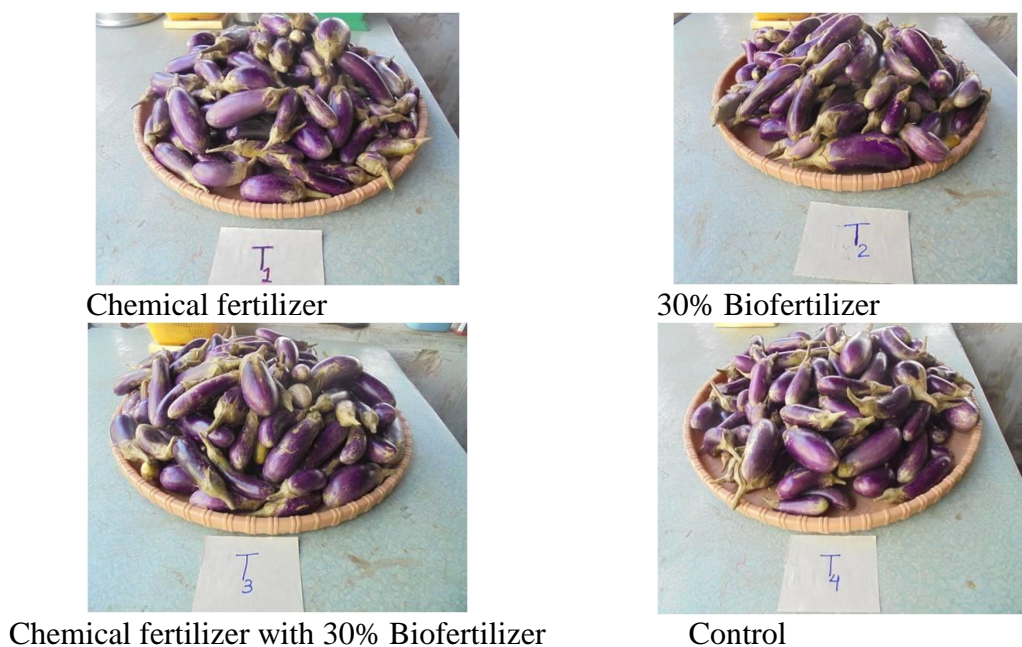 T1
T2
Chemical fertilizer
30% Biofertilizer
T3
T4
Chemical fertilizer with 30% Biofertilizer
Control